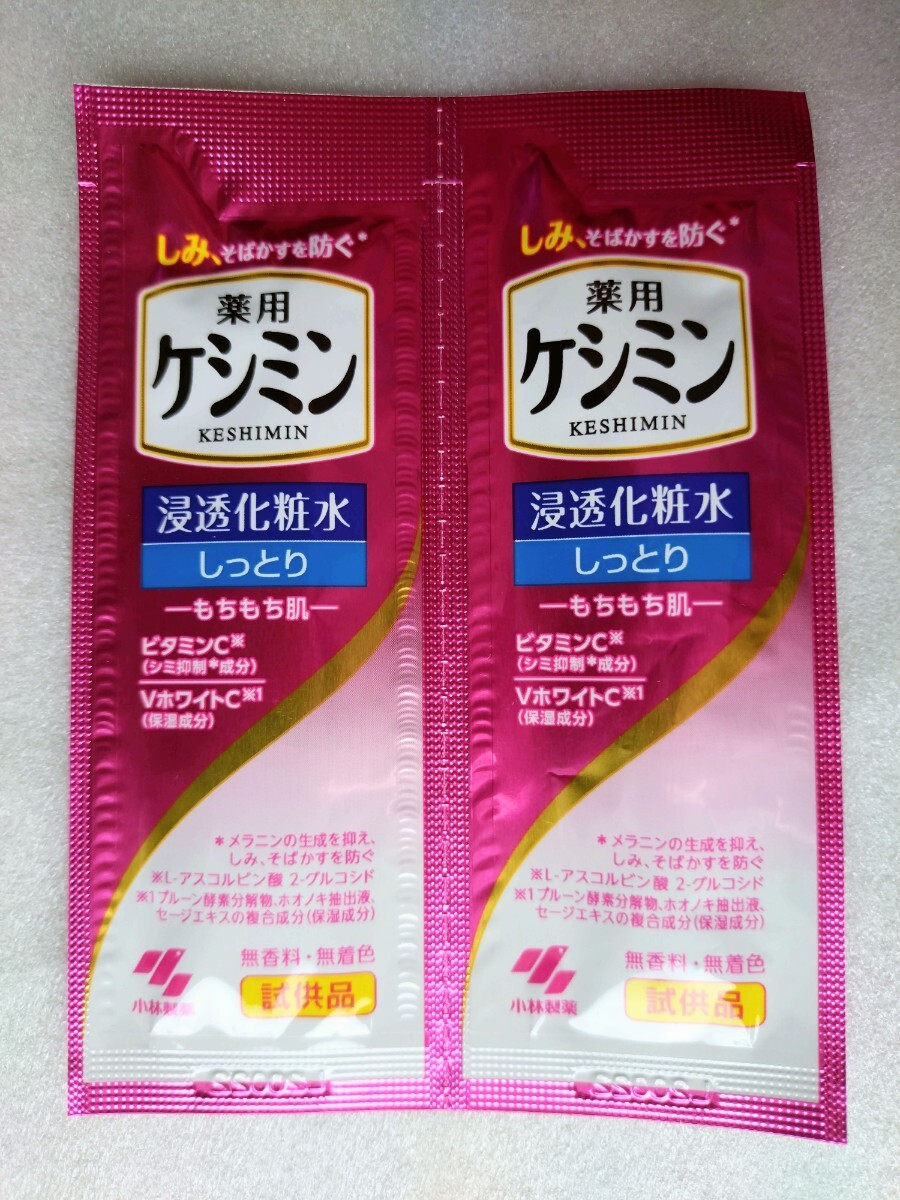 しみ、そばかすを防ぐ*
薬用
ケシミン
KESHIMIN
浸透化粧水
しっとり
―もちもち肌―
ビタミンC※
(シミ抑制*成分)
VホワイトC※1
(保湿成分)
*メラニンの生成を抑え、
しみ、そばかすを防ぐ
※L-アスコルビン酸 2-グルコシド
※1プルーン酵素分解物、ホオノキ抽出液、
セージエキスの複合成分(保湿成分)
無香料・無着色
小林製薬
試供品
しみ、そばかすを防ぐ*
薬用
ケシミン
KESHIMIN
浸透化粧水
しっとり
―もちもち肌―
ビタミンC※
(シミ抑制*成分)
VホワイトC※1
(保湿成分)
*メラニンの生成を抑え、
しみ、そばかすを防ぐ
※L-アスコルビン酸 2-グルコシド
※1プルーン酵素分解物、ホオノキ抽出液、
セージエキスの複合成分(保湿成分)
無香料・無着色
小林製薬
試供品